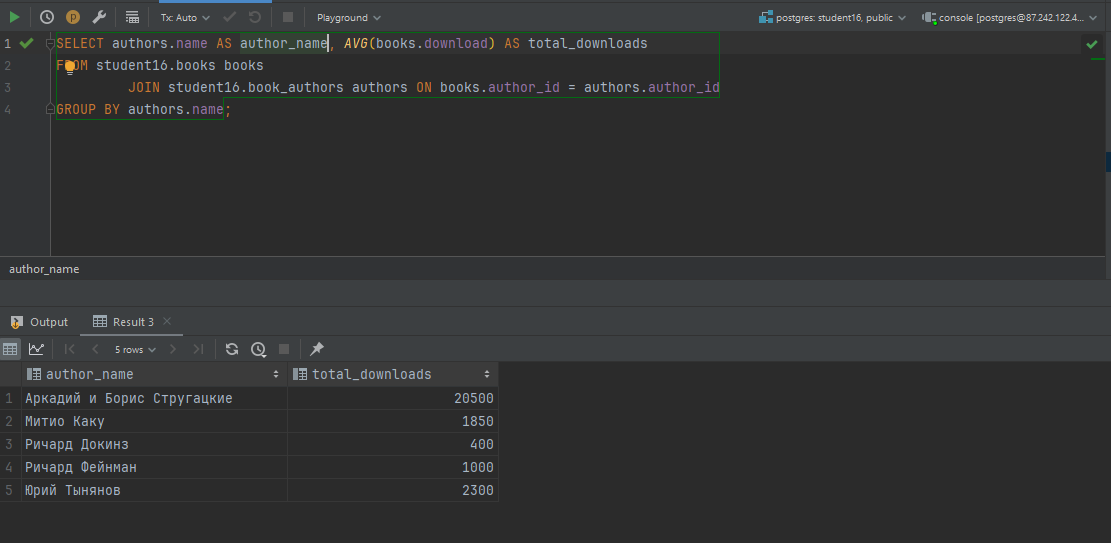 Tx: Auto Playground postgres: student16, public console [postgres@87.242.122.4...
1 SELECT authors.name AS author_name, AVG(books.download) AS total_downloads
2 FROM student16.books books
3 JOIN student16.book_authors authors ON books.author_id = authors.author_id
4 GROUP BY authors.name;
author_name
Output Result 3
5 rows
author_name total_downloads
1 Аркадий и Борис Стругацкие 20500
2 Митио Каку 1850
3 Ричард Докинз 400
4 Ричард Фейнман 1000
5 Юрий Тынянов 2300